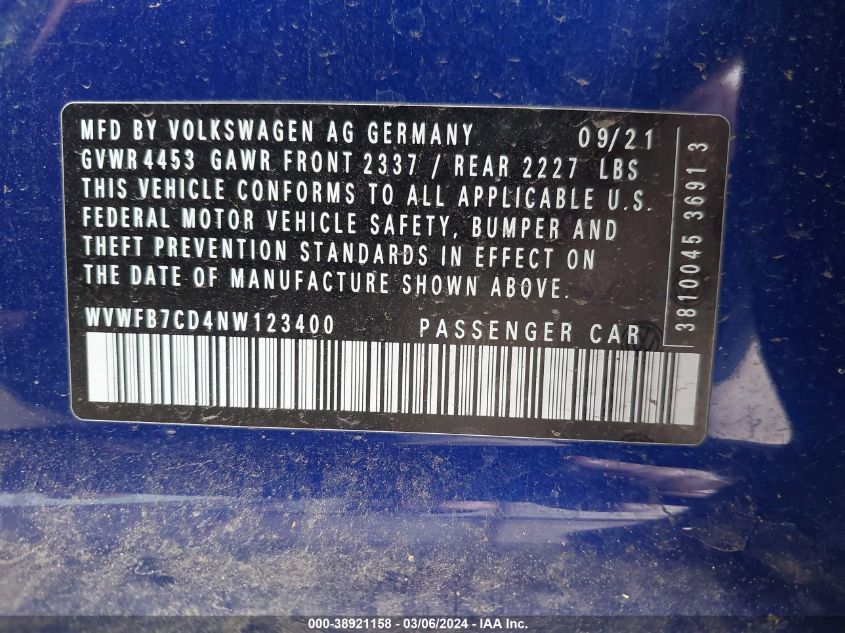 MFD BY VOLKSWAGEN AG GERMANY 09/21
GVWR 4453 GAWR FRONT 2337 / REAR 2227 LBS
THIS VEHICLE CONFORMS TO ALL APPLICABLE U.S.
FEDERAL MOTOR VEHICLE SAFETY, BUMPER AND
THEFT PREVENTION STANDARDS IN EFFECT ON
THE DATE OF MANUFACTURE SHOWN ABOVE.
WVWFB7CD4NW123400 PASSENGER CAR
3810045 36913
000-38921158 - 03/06/2024 - IAA Inc.